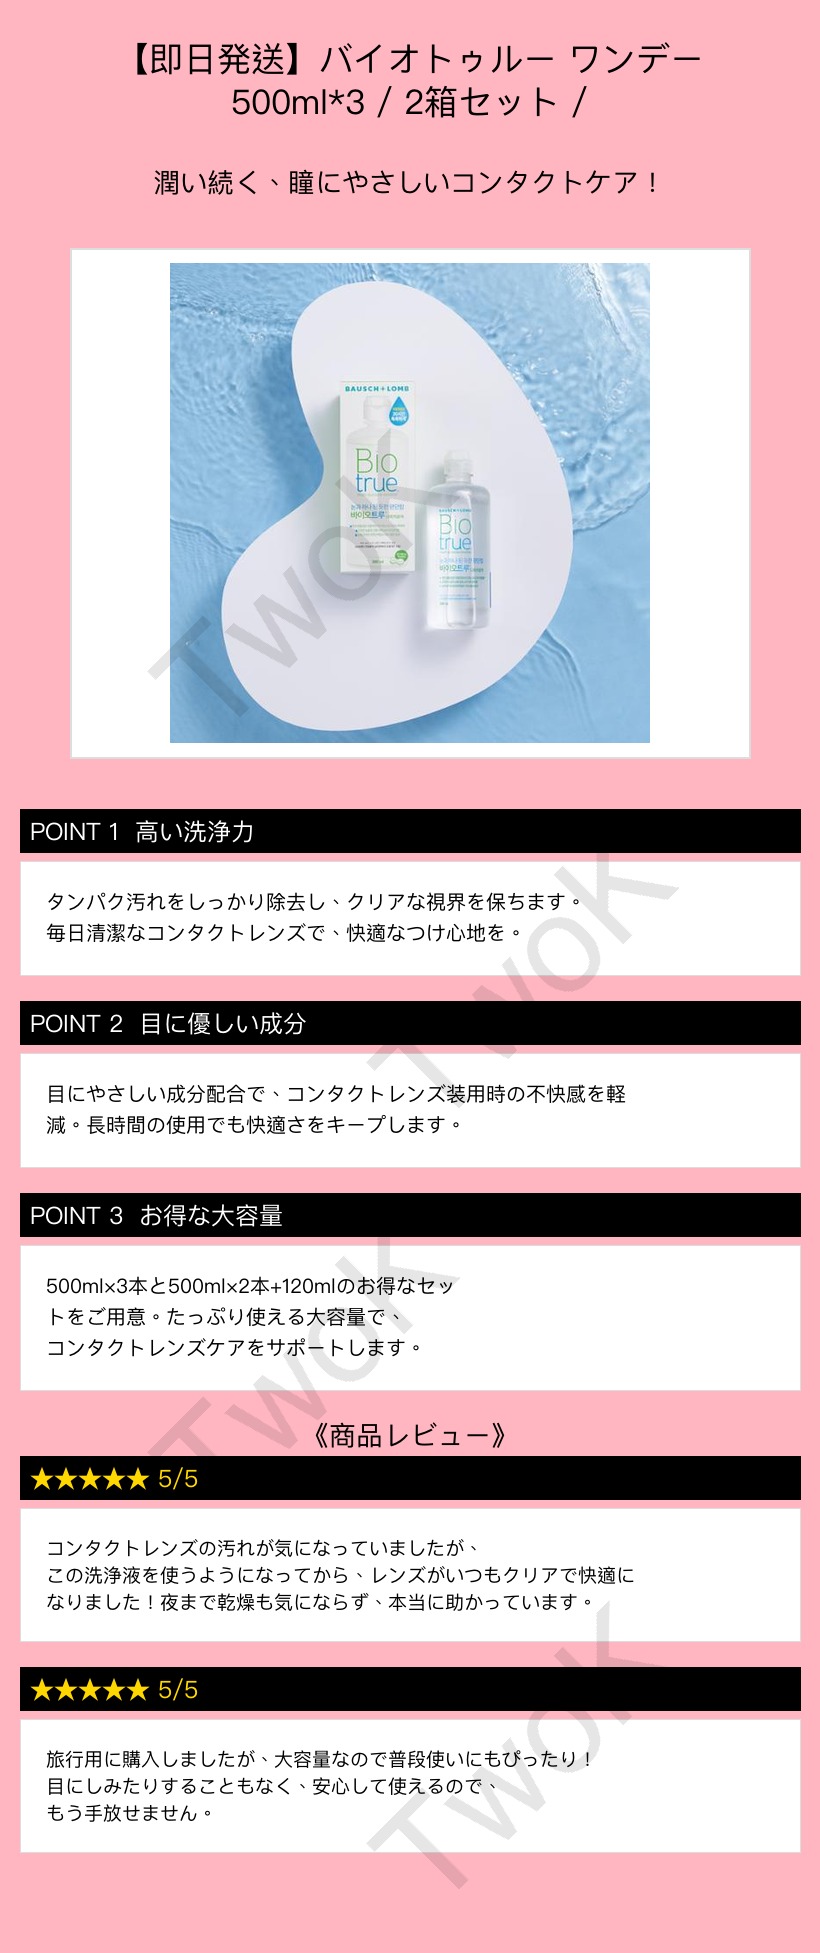 【即日発送】バイオトゥルー ワンデー
500ml*3 / 2箱セット /
潤い続く、瞳にやさしいコンタクトケア！
BAUSCH + LOMB
Bio
true
바이오트루
Bio
true
바이오트루
TwoK
POINT 1 高い洗浄力
タンパク汚れをしっかり除去し、クリアな視界を保ちます。
毎日清潔なコンタクトレンズで、快適なつけ心地を。
TwoK
POINT 2 目に優しい成分
目にやさしい成分配合で、コンタクトレンズ装用時の不快感を軽
減。長時間の使用でも快適さをキープします。
POINT 3 お得な大容量
500ml×3本と500ml×2本+120mlのお得なセッ
トをご用意。たっぷり使える大容量で、
コンタクトレンズケアをサポートします。
TwoK
《商品レビュー》
★★★★★ 5/5
コンタクトレンズの汚れが気になっていましたが、
この洗浄液を使うようになってから、レンズがいつもクリアで快適に
なりました！夜まで乾燥も気にならず、本当に助かっています。
★★★★★ 5/5
旅行用に購入しましたが、大容量なので普段使いにもぴったり！
目にしみたりすることもなく、安心して使えるので、
もう手放せません。
TwoK